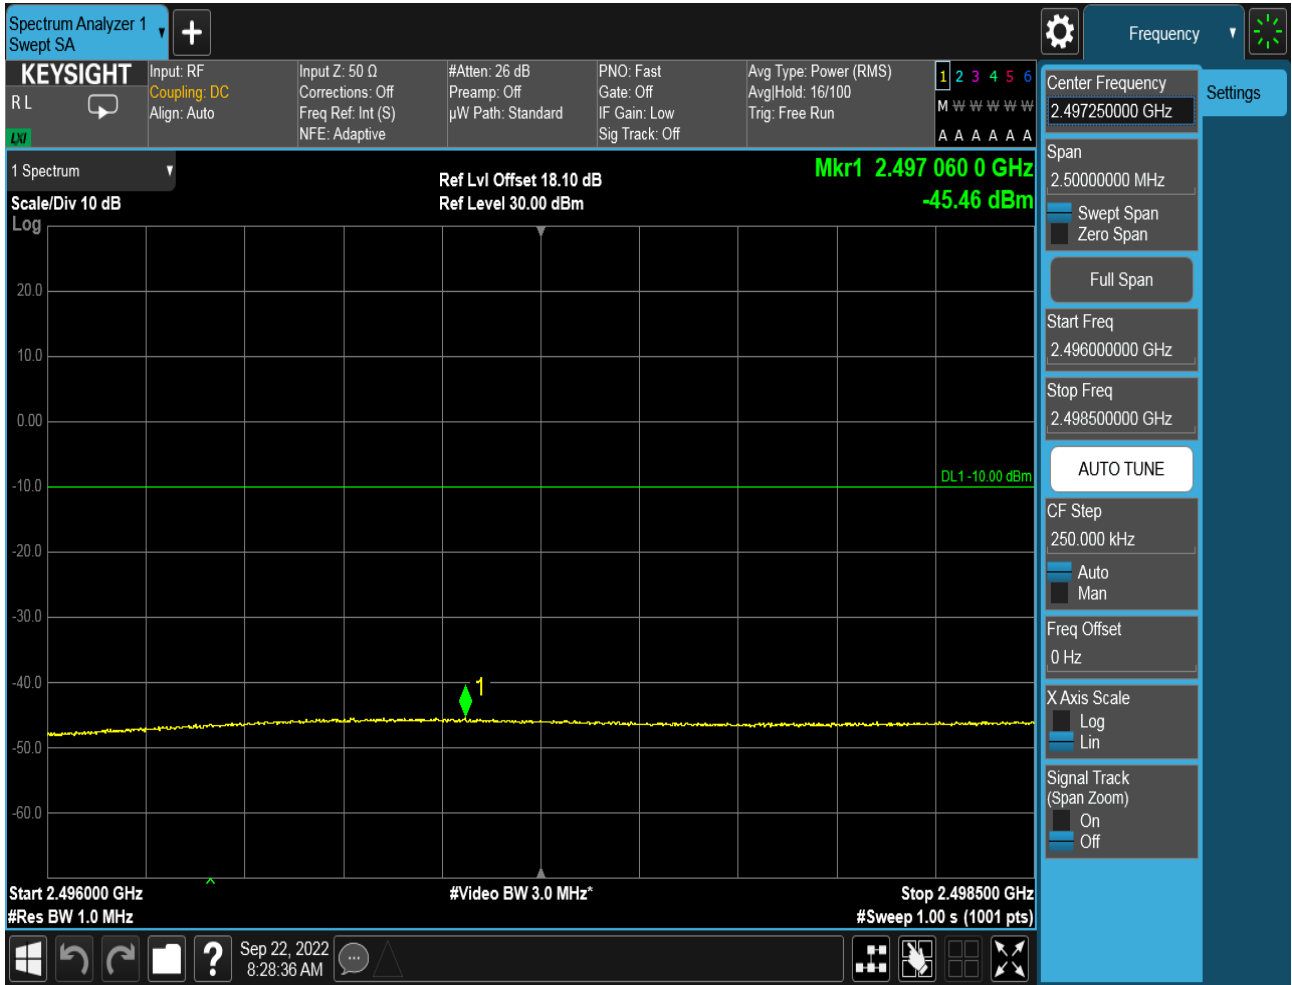 Spectrum Analyzer 1
Swept SA
+
Frequency
KEYSIGHT
R L
LXI
Input: RF
Coupling: DC
Align: Auto
Input Z: 50 Ω
Corrections: Off
Freq Ref: Int (S)
NFE: Adaptive
#Atten: 26 dB
Preamp: Off
µW Path: Standard
PNO: Fast
Gate: Off
IF Gain: Low
Sig Track: Off
Avg Type: Power (RMS)
Avg|Hold: 16/100
Trig: Free Run
1 2 3 4 5 6
M W W W W W
A A A A A A
1 Spectrum
Scale/Div 10 dB
Log
Ref Lvl Offset 18.10 dB
Ref Level 30.00 dBm
Mkr1 2.497 060 0 GHz
-45.46 dBm
20.0
10.0
0.00
-10.0
-20.0
-30.0
-40.0
-50.0
-60.0
DL1 -10.00 dBm
1
Start 2.496000 GHz
#Res BW 1.0 MHz
#Video BW 3.0 MHz*
Stop 2.498500 GHz
#Sweep 1.00 s (1001 pts)
Center Frequency
2.497250000 GHz
Settings
Span
2.50000000 MHz
Swept Span
Zero Span
Full Span
Start Freq
2.496000000 GHz
Stop Freq
2.498500000 GHz
AUTO TUNE
CF Step
250.000 kHz
Auto
Man
Freq Offset
0 Hz
X Axis Scale
Log
Lin
Signal Track
(Span Zoom)
On
Off
?
Sep 22, 2022
8:28:36 AM